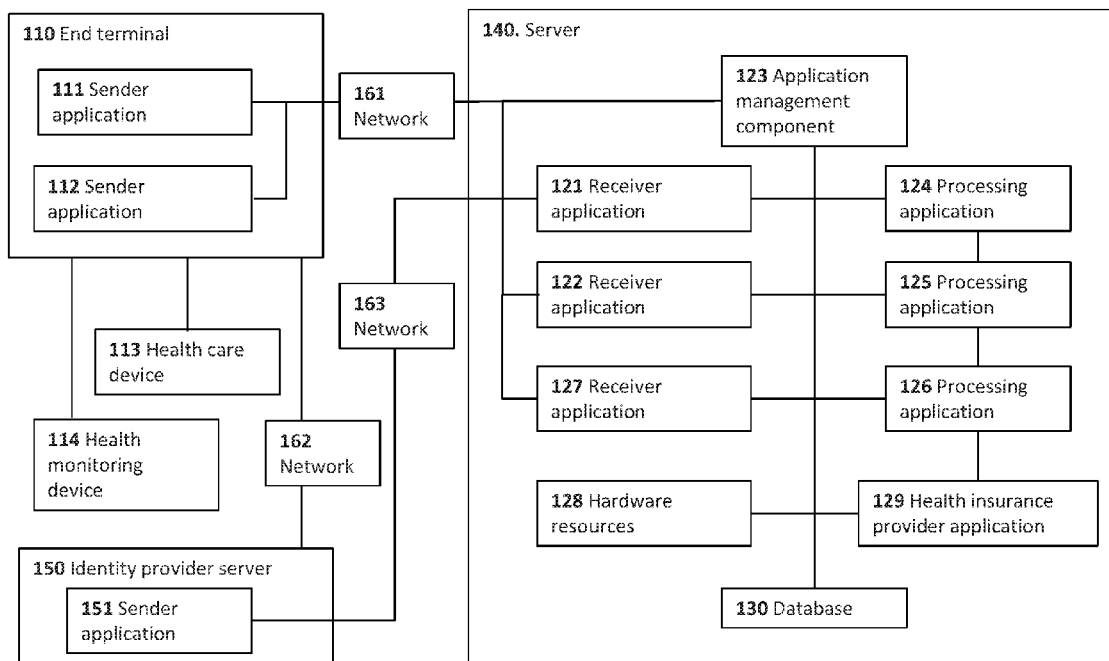 110 End terminal
111 Sender
application
112 Sender
application
161
Network
163
Network
113 Health care
device
114 Health
monitoring
device
162
Network
150 Identity provider server
151 Sender
application
140. Server
123 Application
management
component
121 Receiver
application
124 Processing
application
122 Receiver
application
125 Processing
application
127 Receiver
application
126 Processing
application
128 Hardware
resources
129 Health insurance
provider application
130 Database